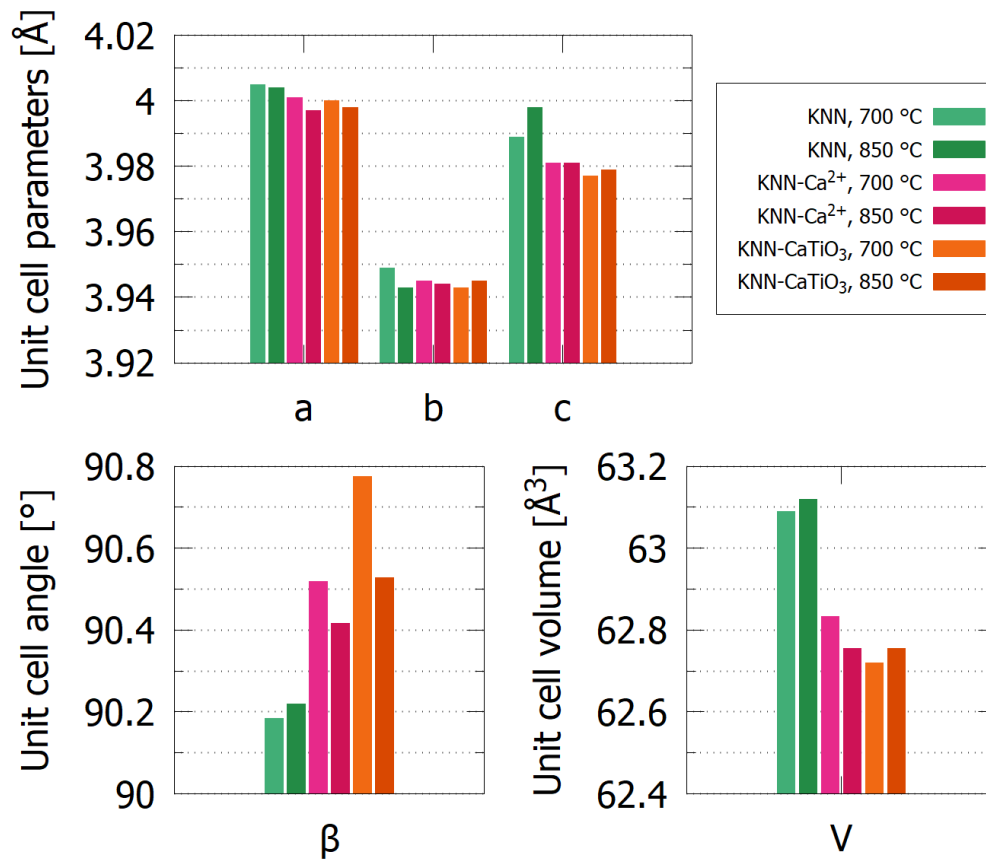 Unit cell parameters [Å]
4.02
4
3.98
3.96
3.94
3.92
a b c
KNN, 700 °C
KNN, 850 °C
KNN-Ca²⁺, 700 °C
KNN-Ca²⁺, 850 °C
KNN-CaTiO₃, 700 °C
KNN-CaTiO₃, 850 °C
Unit cell angle [°]
90.8
90.6
90.4
90.2
90
β
Unit cell volume [Å³]
63.2
63
62.8
62.6
62.4
V